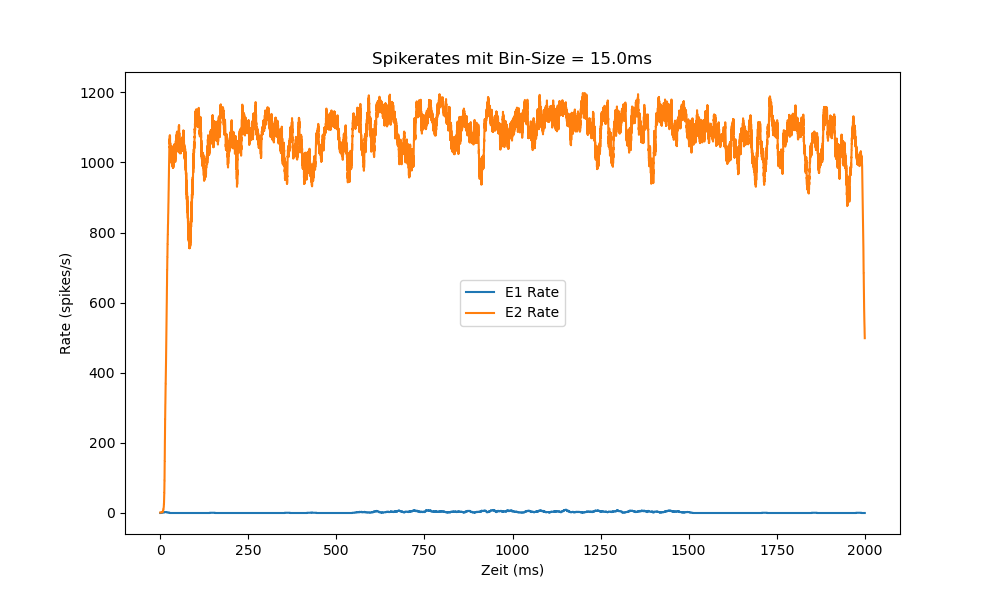 Spikerates mit Bin-Size = 15.0ms
1200
1000
800
600
400
200
0
Rate (spikes/s)
E1 Rate
E2 Rate
0 250 500 750 1000 1250 1500 1750 2000
Zeit (ms)